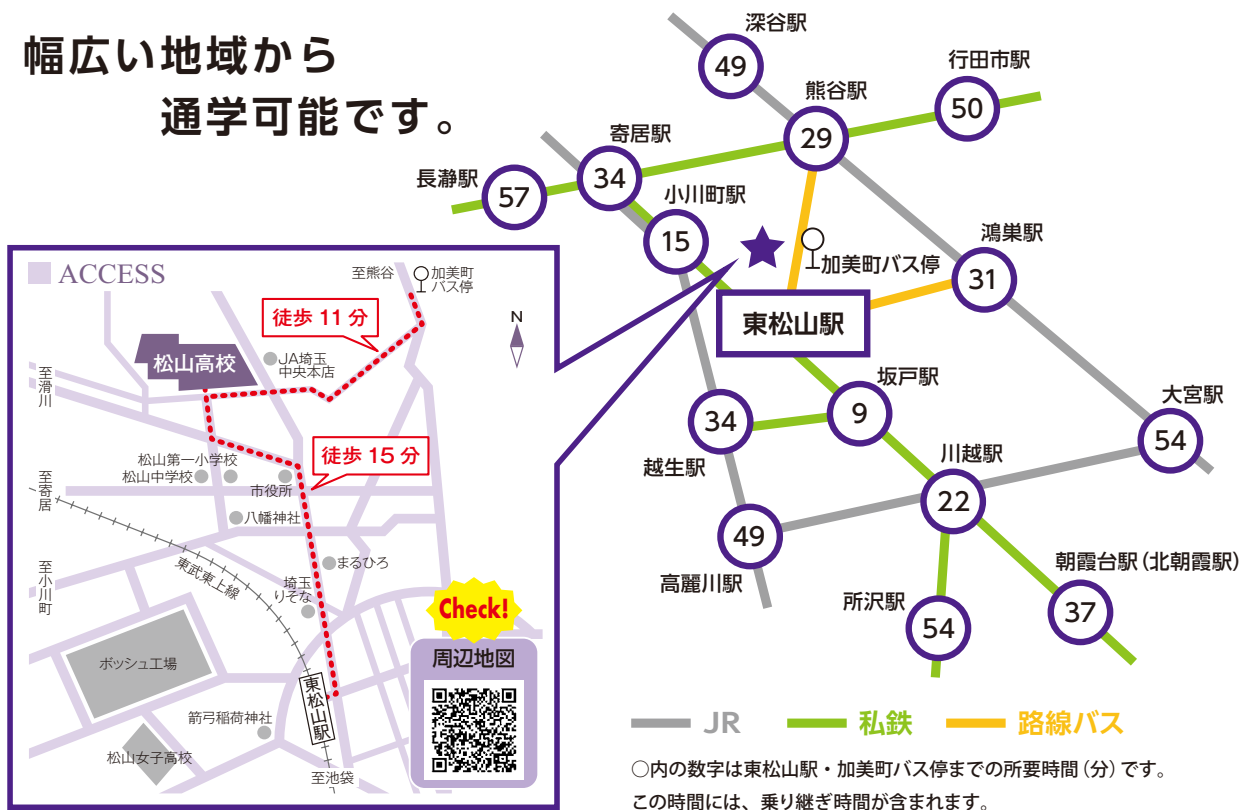 幅広い地域から
通学可能です。
深谷駅
49
行田市駅
50
熊谷駅
29
寄居駅
34
長瀞駅
57
小川町駅
15
鴻巣駅
31
加美町バス停
東松山駅
坂戸駅
9
大宮駅
54
34
越生駅
川越駅
22
49
高麗川駅
朝霞台駅(北朝霞駅)
37
所沢駅
54
ACCESS
至熊谷
加美町
バス停
徒歩 11 分
N
松山高校
JA埼玉
中央本店
至滑川
徒歩 15 分
松山第一小学校
松山中学校
市役所
至寄居
八幡神社
東武東上線
まるひろ
至小川町
埼玉
りそな
Check!
周辺地図
ボッシュ工場
東松山駅
箭弓稲荷神社
松山女子高校
至池袋
JR
私鉄
路線バス
○内の数字は東松山駅・加美町バス停までの所要時間(分)です。
この時間には、乗り継ぎ時間が含まれます。